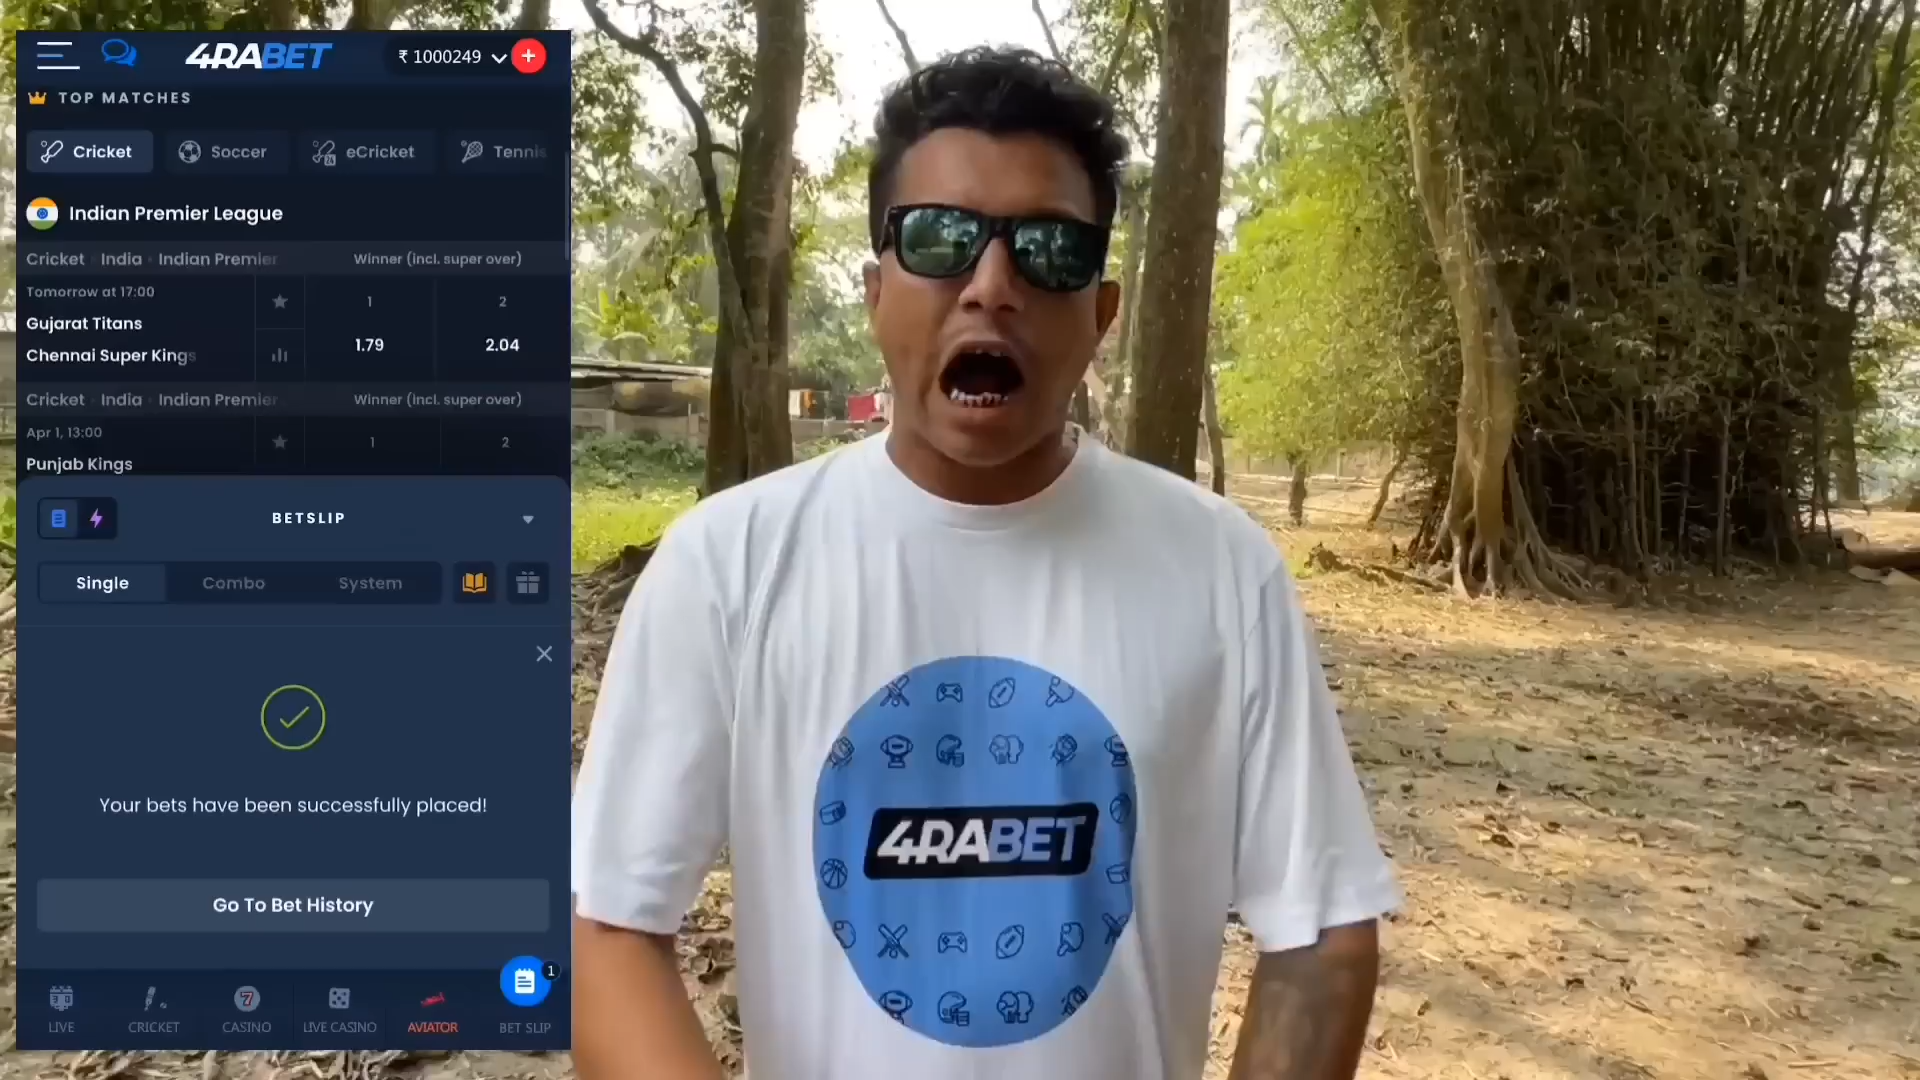 4RABET
₹ 1000249
TOP MATCHES
Cricket
Soccer
eCricket
Tennis
Indian Premier League
Cricket · India · Indian Premier
Winner (incl. super over)
Tomorrow at 17:00
1
2
Gujarat Titans
Chennai Super Kings
1.79
2.04
Cricket · India · Indian Premier
Winner (incl. super over)
Apr 1, 13:00
1
2
Punjab Kings
BETSLIP
Single
Combo
System
Your bets have been successfully placed!
Go To Bet History
1
LIVE
CRICKET
7
CASINO
LIVE CASINO
AVIATOR
BET SLIP
4RABET